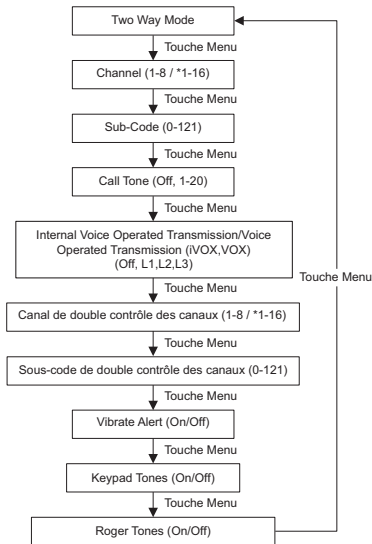 Two Way Mode
Touche Menu
Channel (1-8 / *1-16)
Touche Menu
Sub-Code (0-121)
Touche Menu
Call Tone (Off, 1-20)
Touche Menu
Internal Voice Operated Transmission/Voice
Operated Transmission (iVOX,VOX)
(Off, L1,L2,L3)
Touche Menu
Touche Menu
Canal de double contrôle des canaux (1-8 / *1-16)
Touche Menu
Sous-code de double contrôle des canaux (0-121)
Touche Menu
Vibrate Alert (On/Off)
Touche Menu
Keypad Tones (On/Off)
Touche Menu
Roger Tones (On/Off)